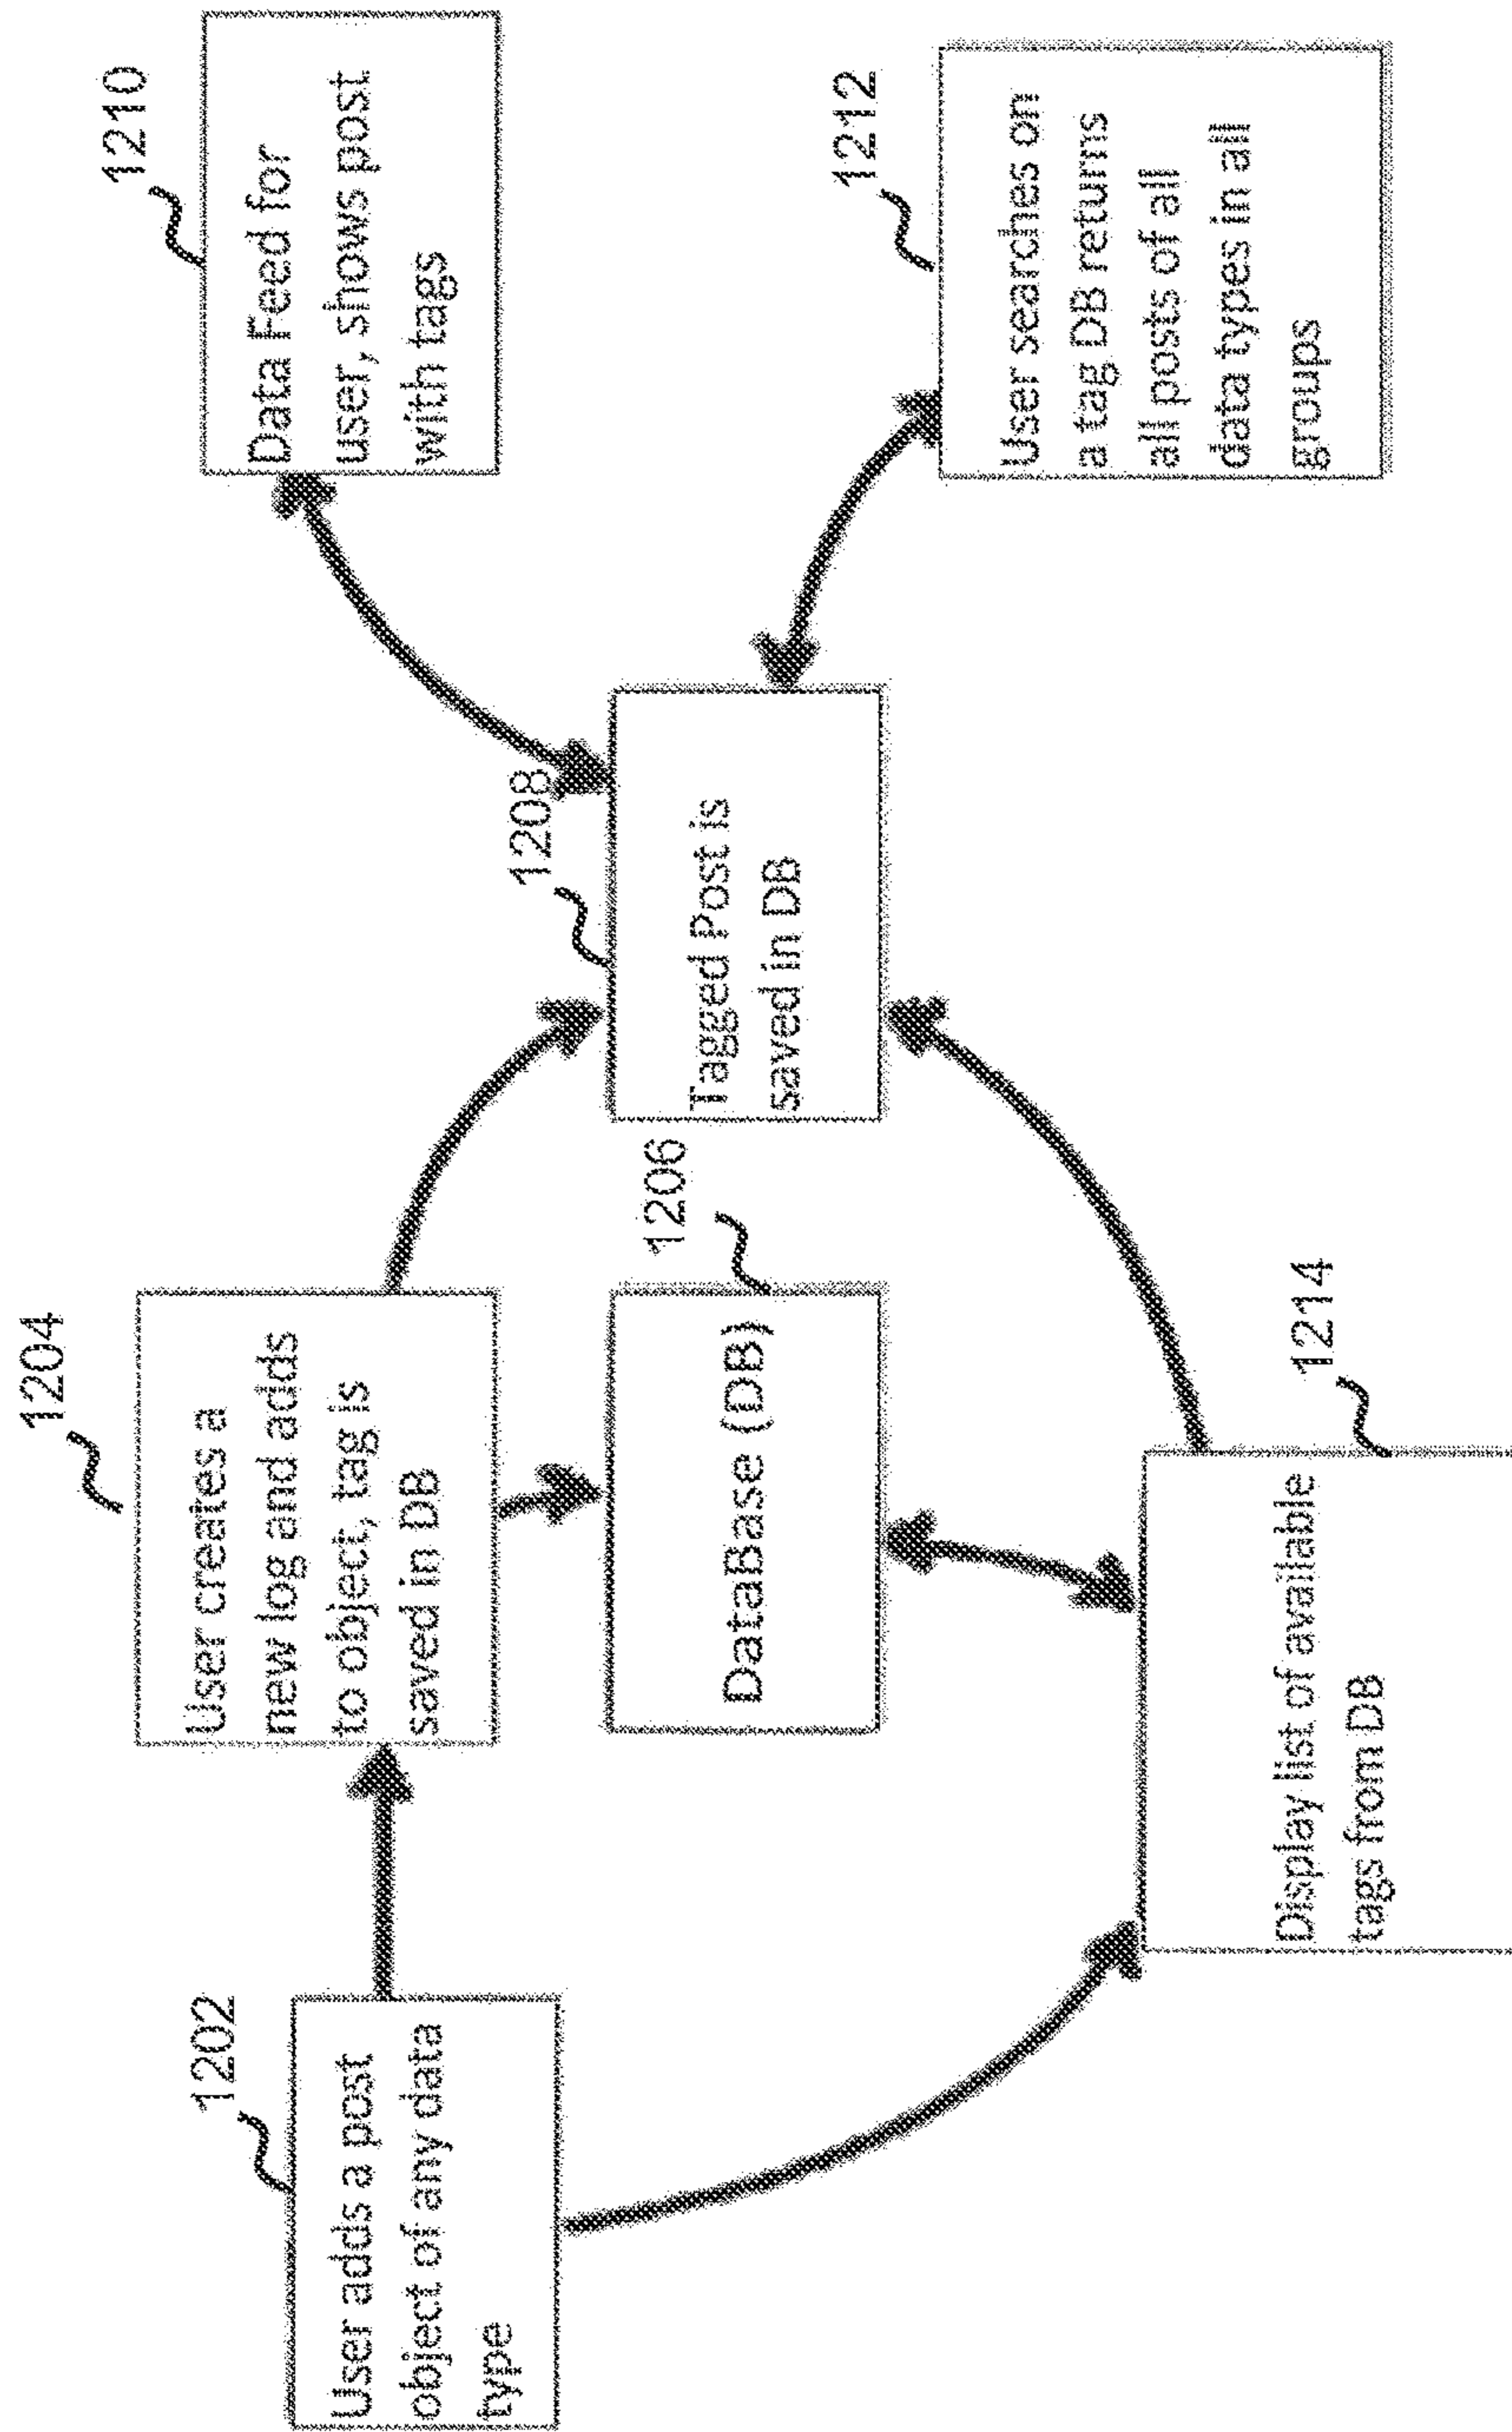 1202
User adds a post
object of any data
type
1204
User creates a
new log and adds
to object, tag is
saved in DB
1206
DataBase (DB)
1214
Display list of available
tags from DB
1208
Tagged Post is
saved in DB
1210
Data Feed for
user, shows post
with tags
1212
User searches on
a tag DB returns
all posts of all
data types in all
groups